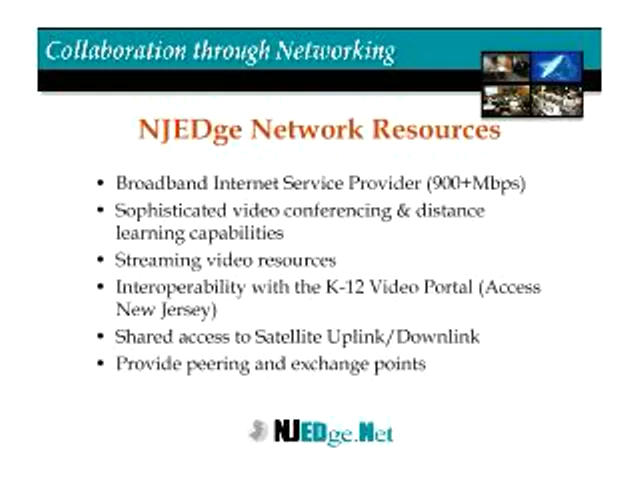 Collaboration through Networking
NJEDge Network Resources
• Broadband Internet Service Provider (900+Mbps)
• Sophisticated video conferencing & distance
learning capabilities
• Streaming video resources
• Interoperability with the K-12 Video Portal (Access
New Jersey)
• Shared access to Satellite Uplink/Downlink
• Provide peering and exchange points
NJEDge.Net